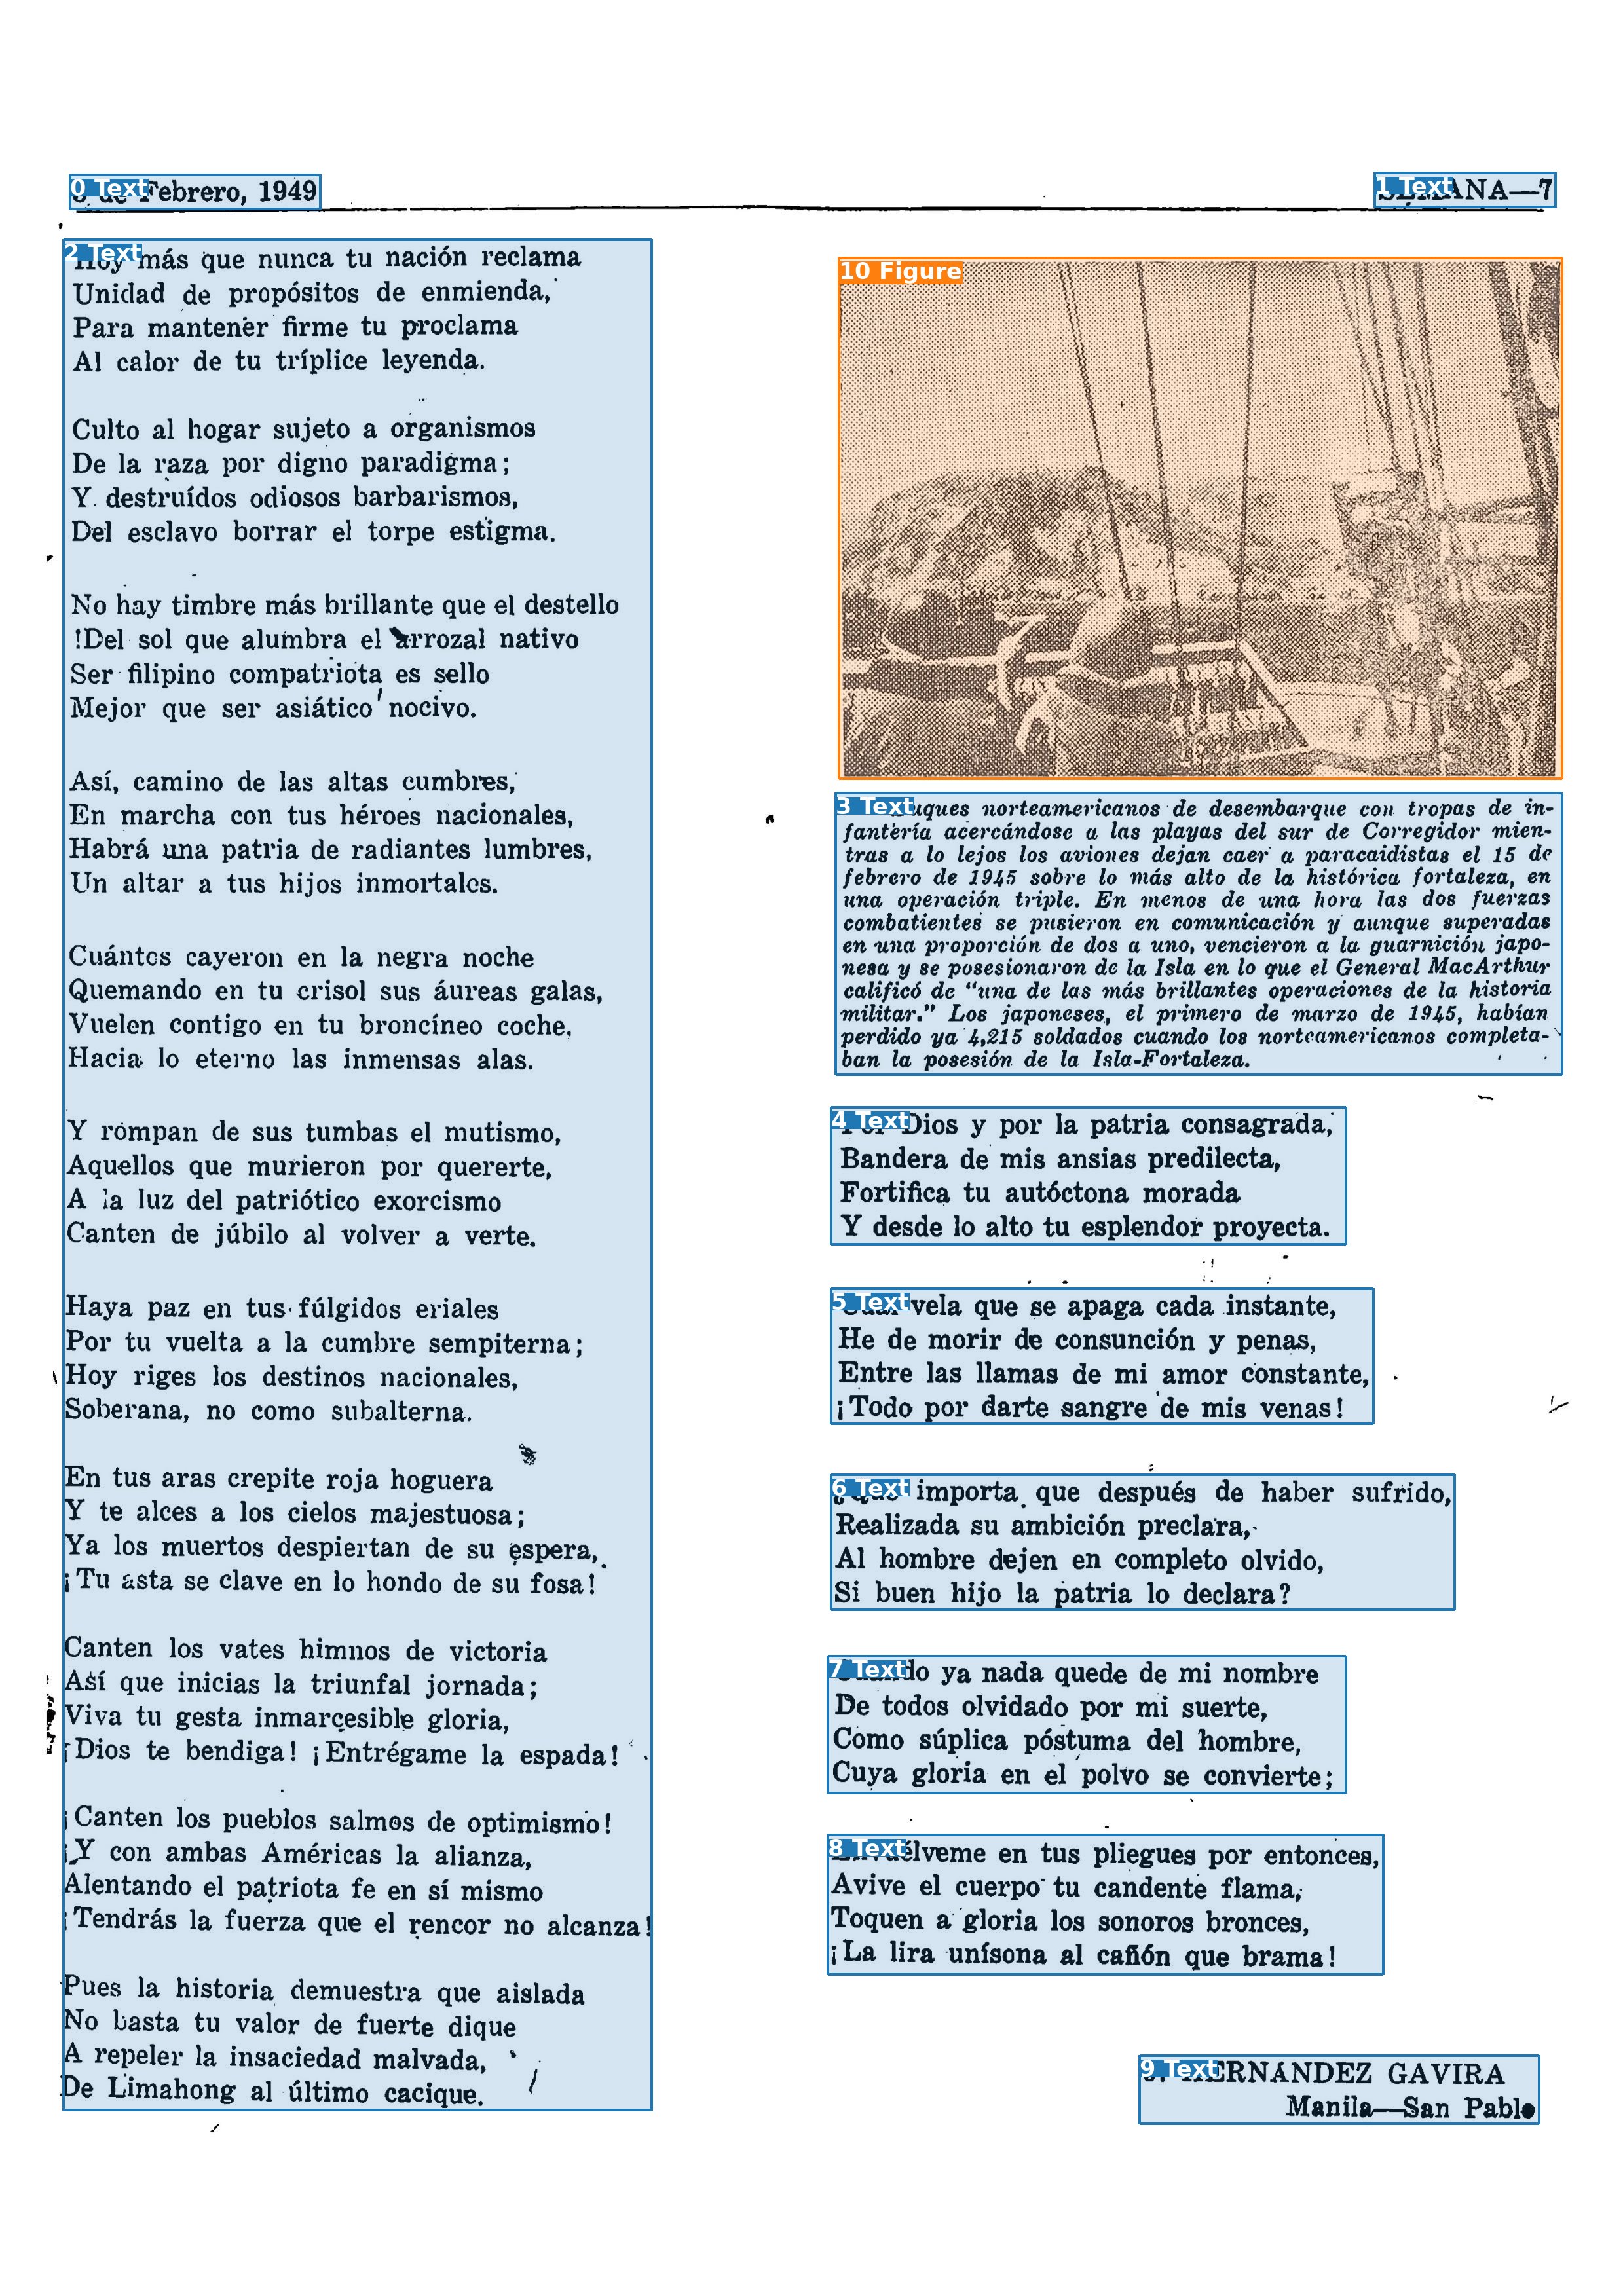 Febrero, 1949
SEMANA—7
Hoy más que nunca tu nación reclama
Unidad de propósitos de enmienda,
Para mantener firme tu proclama
Al calor de tu tríplice leyenda.
Culto al hogar sujeto a organismos
De la raza por digno paradigma;
Y destruídos odiosos barbarismos,
Del esclavo borrar el torpe estigma.
No hay timbre más brillante que el destello
!Del sol que alumbra el arrozal nativo
Ser filipino compatriota es sello
Mejor que ser asiático nocivo.
Así, camino de las altas cumbres,
En marcha con tus héroes nacionales,
Habrá una patria de radiantes lumbres,
Un altar a tus hijos inmortales.
Cuántos cayeron en la negra noche
Quemando en tu crisol sus áureas galas,
Vuelen contigo en tu broncíneo coche,
Hacia lo eterno las inmensas alas.
Y rompan de sus tumbas el mutismo,
Aquellos que murieron por quererte,
A la luz del patriótico exorcismo
Canten de júbilo al volver a verte.
Haya paz en tus fúlgidos eriales
Por tu vuelta a la cumbre sempiterna;
Hoy riges los destinos nacionales,
Soberana, no como subalterna.
En tus aras crepite roja hoguera
Y te alces a los cielos majestuosa;
Ya los muertos despiertan de su espera,
¡Tu asta se clave en lo hondo de su fosa!
Canten los vates himnos de victoria
Así que inicias la triunfal jornada;
Viva tu gesta inmarcesible gloria,
¡Dios te bendiga! ¡Entrégame la espada!
¡Canten los pueblos salmos de optimismo!
¡Y con ambas Américas la alianza,
Alentando el patriota fe en sí mismo
¡Tendrás la fuerza que el rencor no alcanza!
Pues la historia demuestra que aislada
No basta tu valor de fuerte dique
A repeler la insaciedad malvada,
De Limahong al último cacique.
Buques norteamericanos de desembarque con tropas de in-
fantería acercándose a las playas del sur de Corregidor mien-
tras a lo lejos los aviones dejan caer a paracaidistas el 15 de
febrero de 1945 sobre lo más alto de la histórica fortaleza, en
una operación triple. En menos de una hora las dos fuerzas
combatientes se pusieron en comunicación y aunque superadas
en una proporción de dos a uno, vencieron a la guarnición japo-
nesa y se posesionaron de la Isla en lo que el General MacArthur
calificó de “una de las más brillantes operaciones de la historia
militar.” Los japoneses, el primero de marzo de 1945, habían
perdido ya 4,215 soldados cuando los norteamericanos completa-
ban la posesión de la Isla-Fortaleza.
Por Dios y por la patria consagrada,
Bandera de mis ansias predilecta,
Fortifica tu autóctona morada
Y desde lo alto tu esplendor proyecta.
Cual vela que se apaga cada instante,
He de morir de consunción y penas,
Entre las llamas de mi amor constante,
¡Todo por darte sangre de mis venas!
¿Qué importa que después de haber sufrido,
Realizada su ambición preclara,
Al hombre dejen en completo olvido,
Si buen hijo la patria lo declara?
Cuando ya nada quede de mi nombre
De todos olvidado por mi suerte,
Como súplica póstuma del hombre,
Cuya gloria en el polvo se convierte;
Envuélveme en tus pliegues por entonces,
Avive el cuerpo tu candente flama,
Toquen a gloria los sonoros bronces,
¡La lira unísona al cañón que brama!
HERNÁNDEZ GAVIRA
Manila—San Pablo